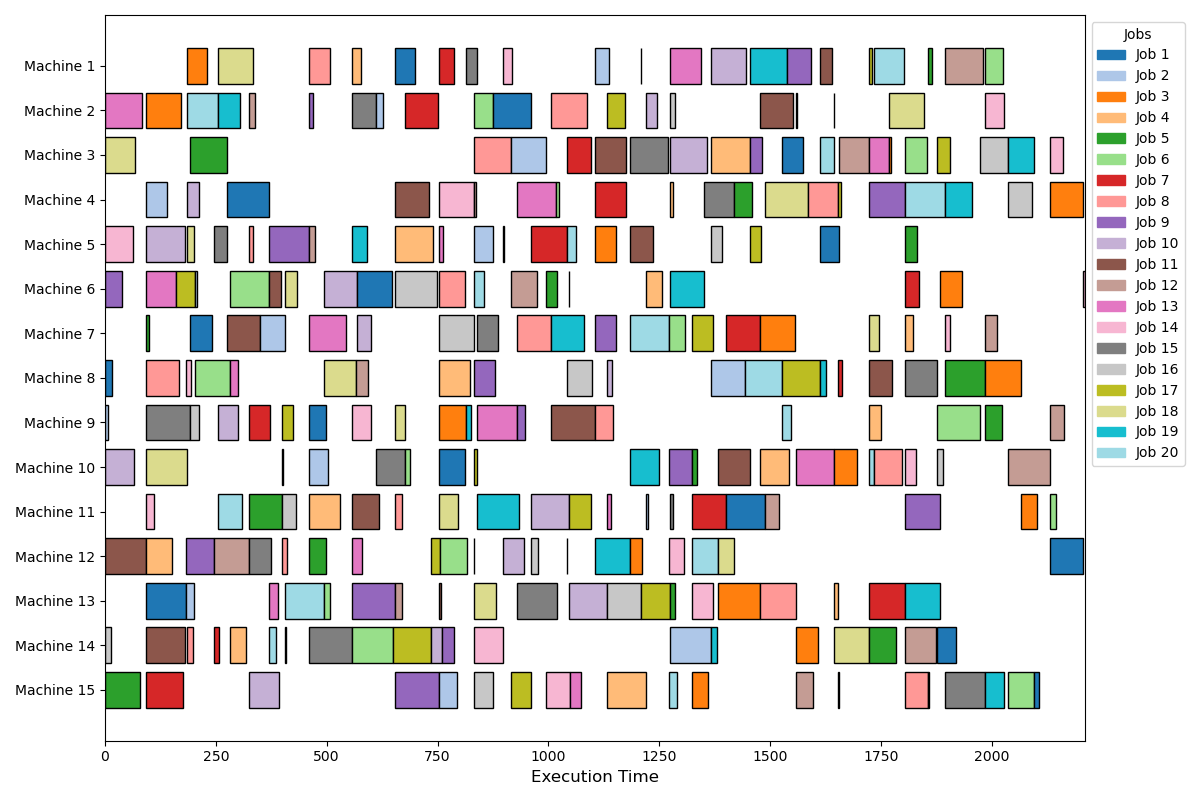 Machine 1
Machine 2
Machine 3
Machine 4
Machine 5
Machine 6
Machine 7
Machine 8
Machine 9
Machine 10
Machine 11
Machine 12
Machine 13
Machine 14
Machine 15
0 250 500 750 1000 1250 1500 1750 2000
Execution Time
Jobs
Job 1
Job 2
Job 3
Job 4
Job 5
Job 6
Job 7
Job 8
Job 9
Job 10
Job 11
Job 12
Job 13
Job 14
Job 15
Job 16
Job 17
Job 18
Job 19
Job 20